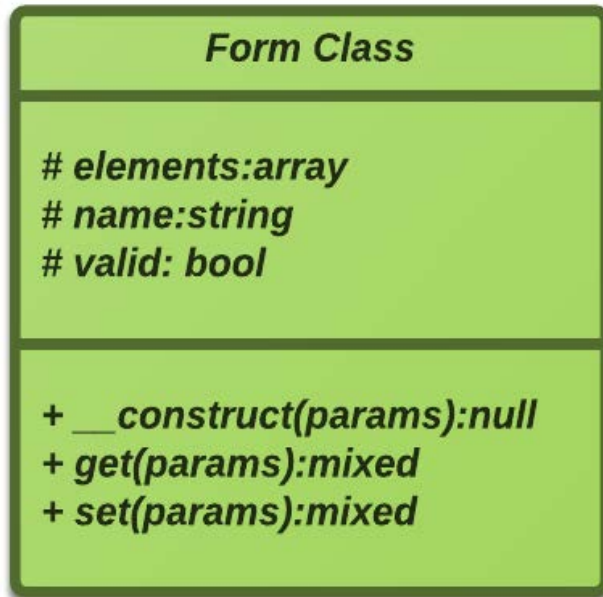 Form Class
# elements:array
# name:string
# valid: bool
+ __construct(params):null
+ get(params):mixed
+ set(params):mixed